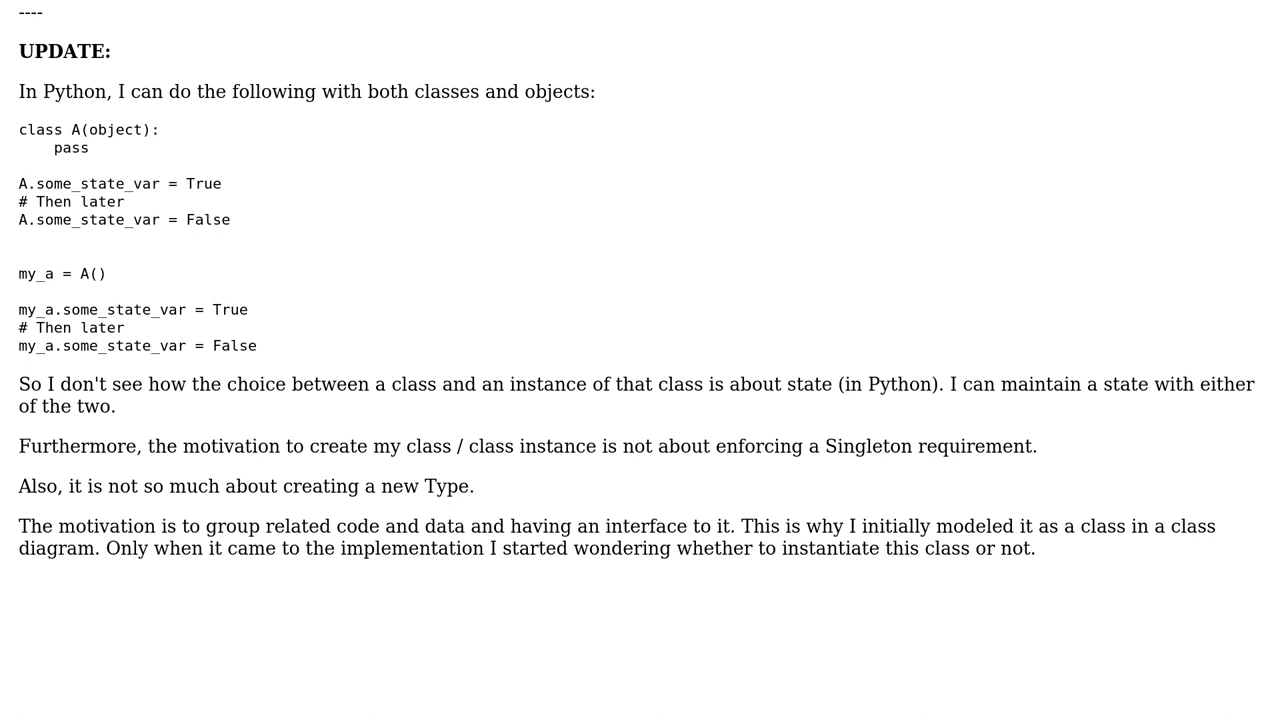 ----
UPDATE:
In Python, I can do the following with both classes and objects:
class A(object):
    pass
A.some_state_var = True
# Then later
A.some_state_var = False
my_a = A()
my_a.some_state_var = True
# Then later
my_a.some_state_var = False
So I don't see how the choice between a class and an instance of that class is about state (in Python). I can maintain a state with either
of the two.
Furthermore, the motivation to create my class / class instance is not about enforcing a Singleton requirement.
Also, it is not so much about creating a new Type.
The motivation is to group related code and data and having an interface to it. This is why I initially modeled it as a class in a class
diagram. Only when it came to the implementation I started wondering whether to instantiate this class or not.